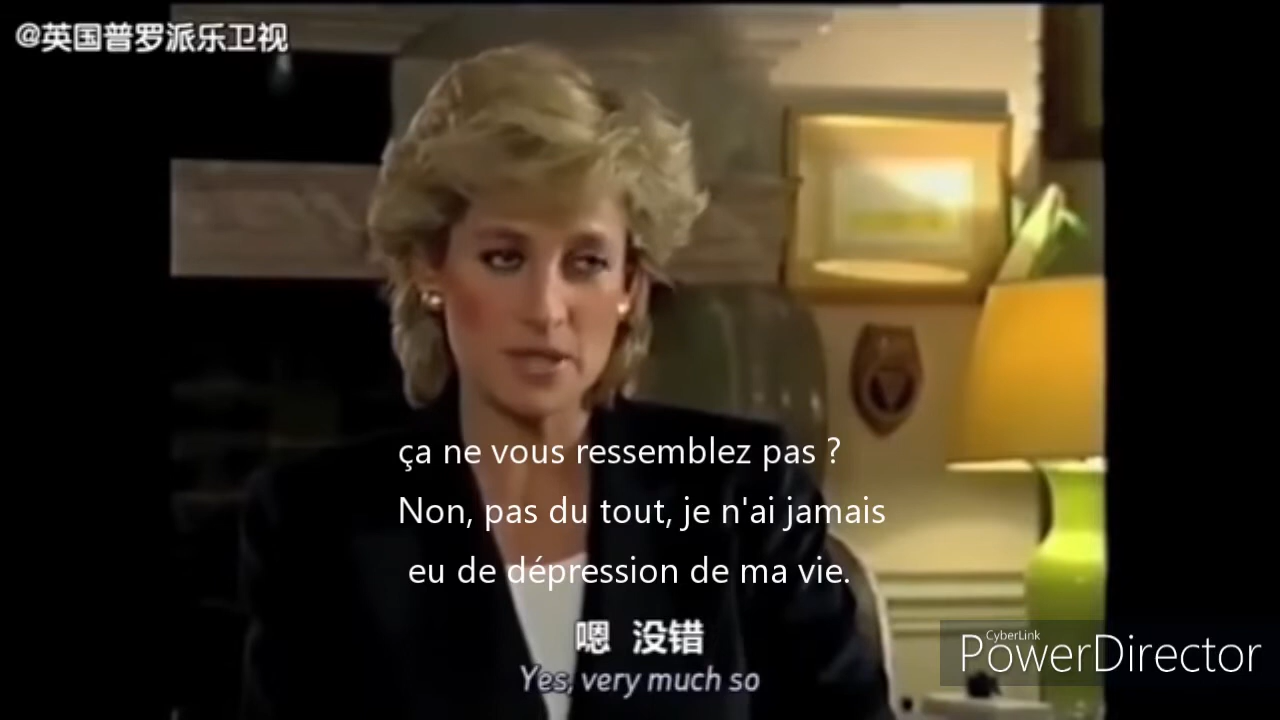 @英国普罗派乐卫视
ça ne vous ressemblez pas ?
Non, pas du tout, je n'ai jamais
eu de dépression de ma vie.
嗯 没错
Yes, very much so
CyberLink
PowerDirector